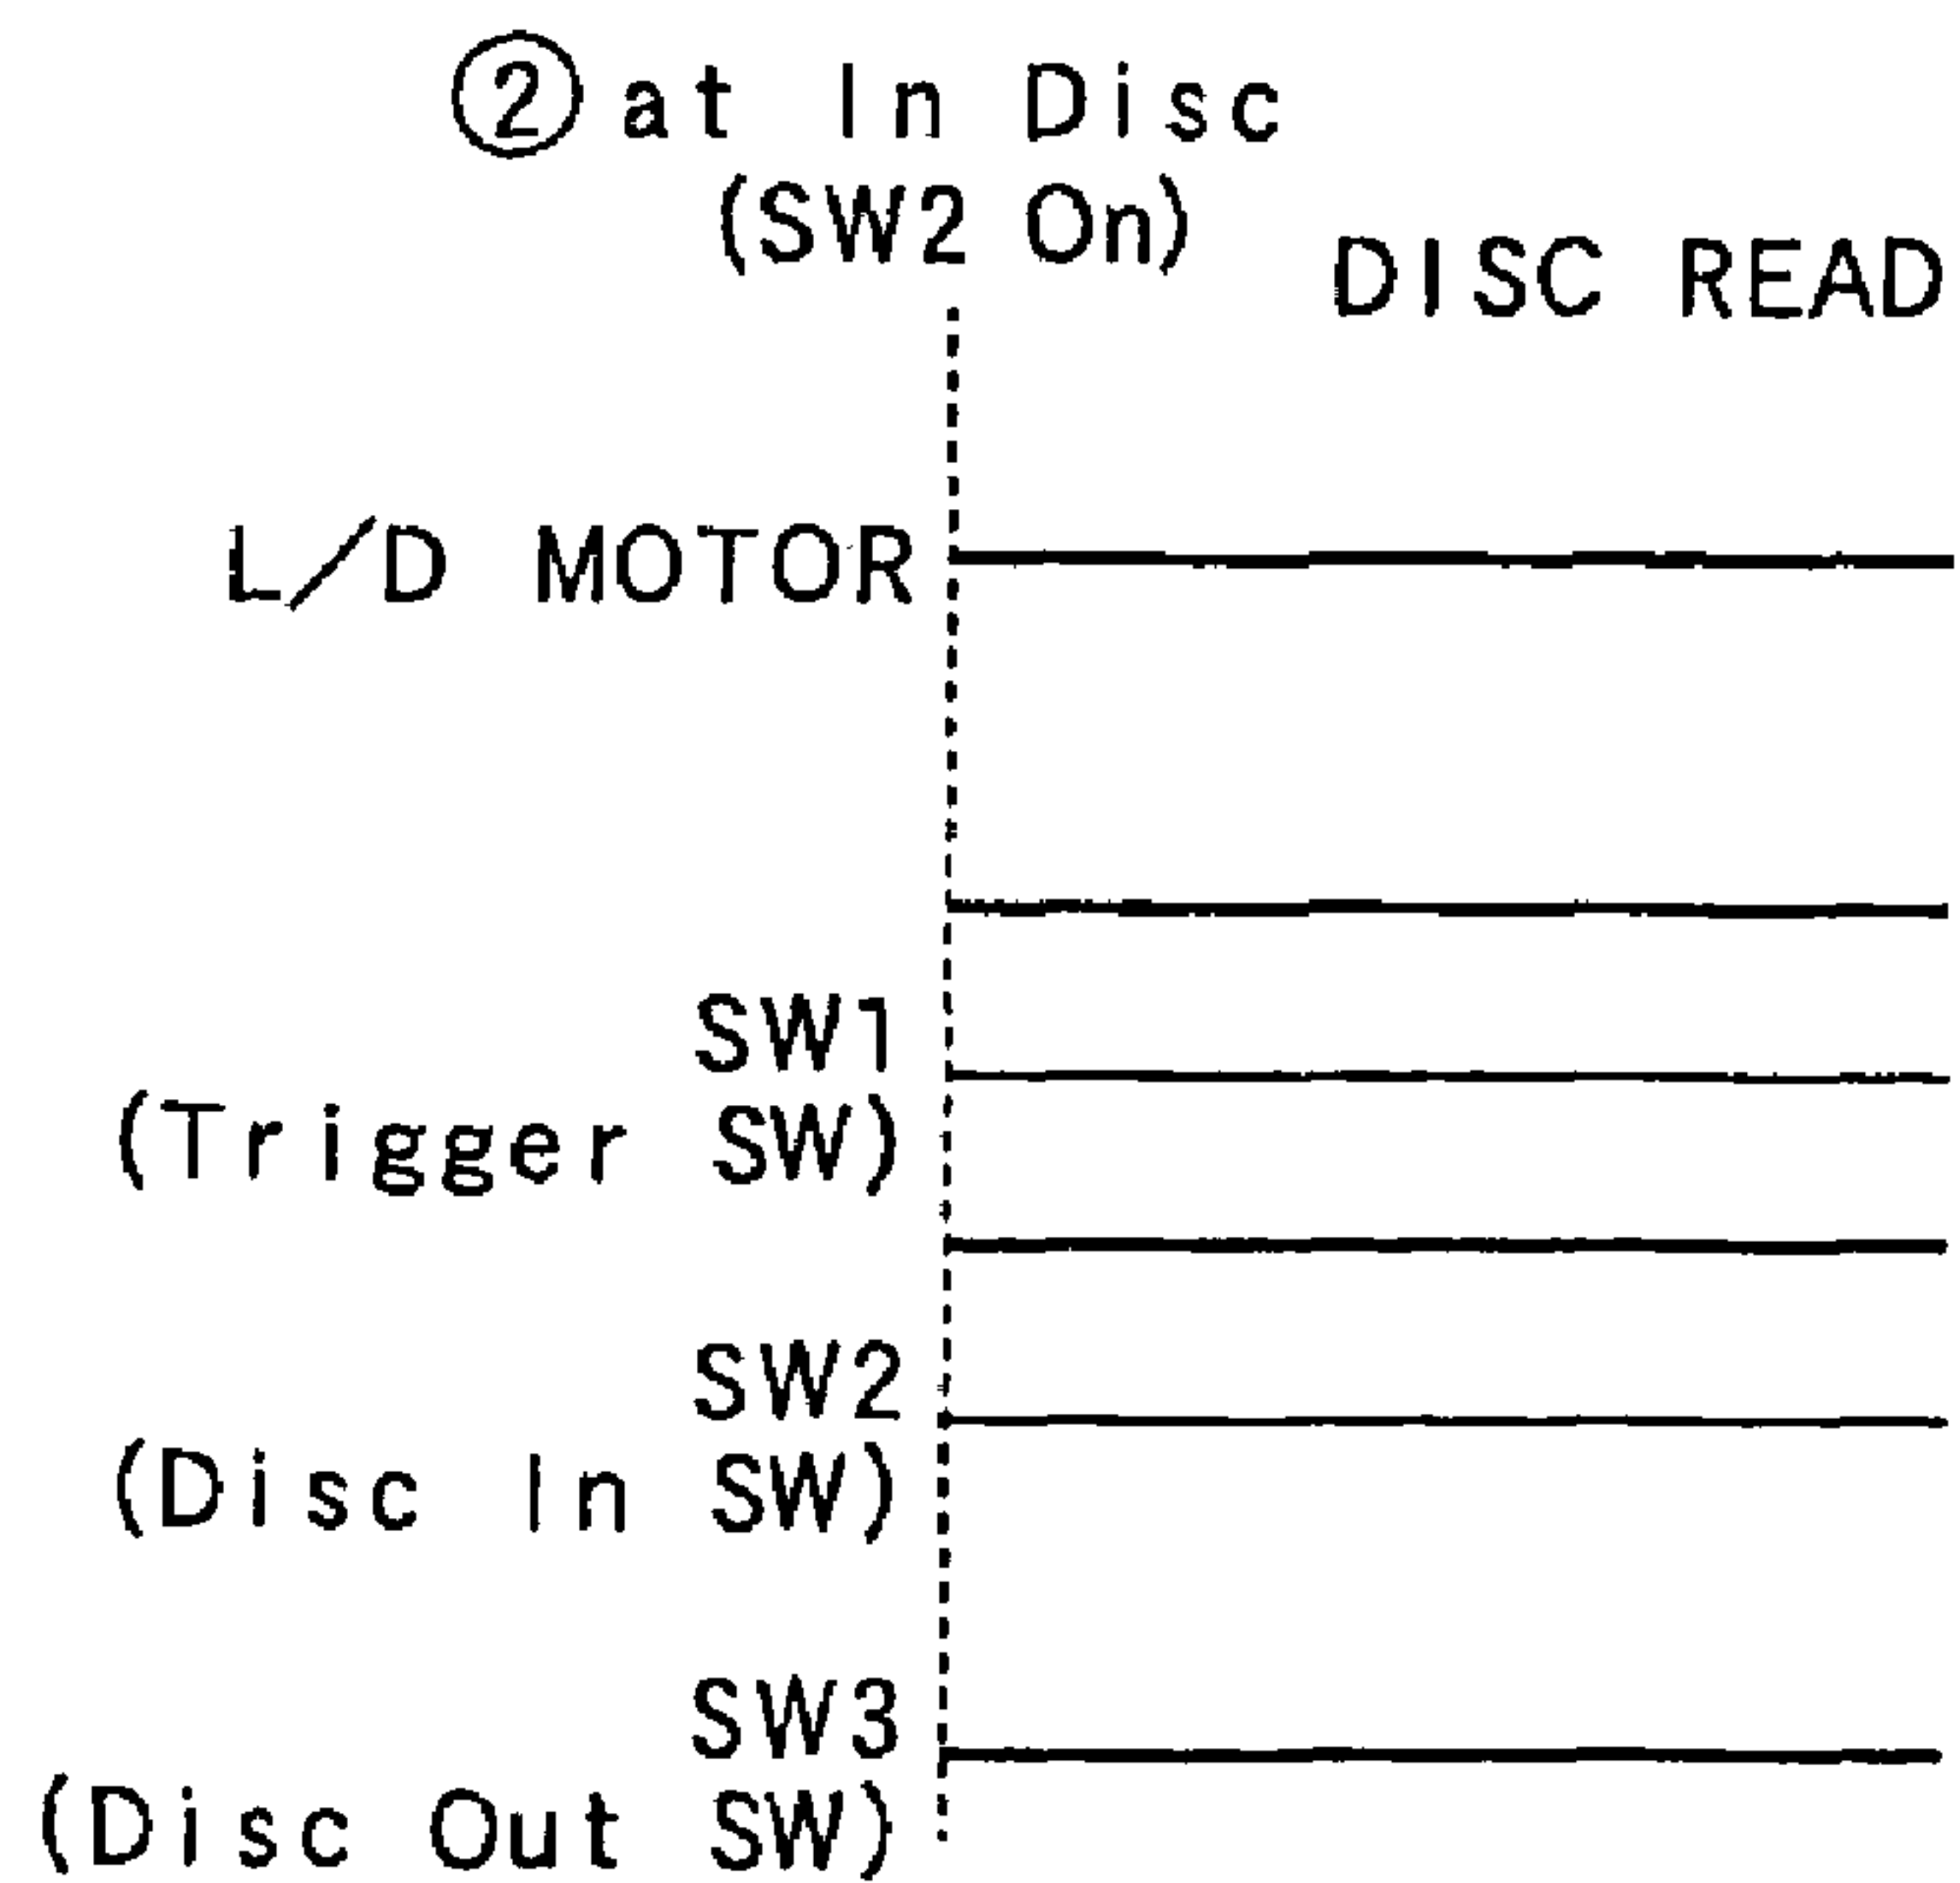 ②at In Disc
(SW2 On)
DISC READ
L/D MOTOR
SW1
(Trigger SW)
SW2
(Disc In SW)
SW3
(Disc Out SW)